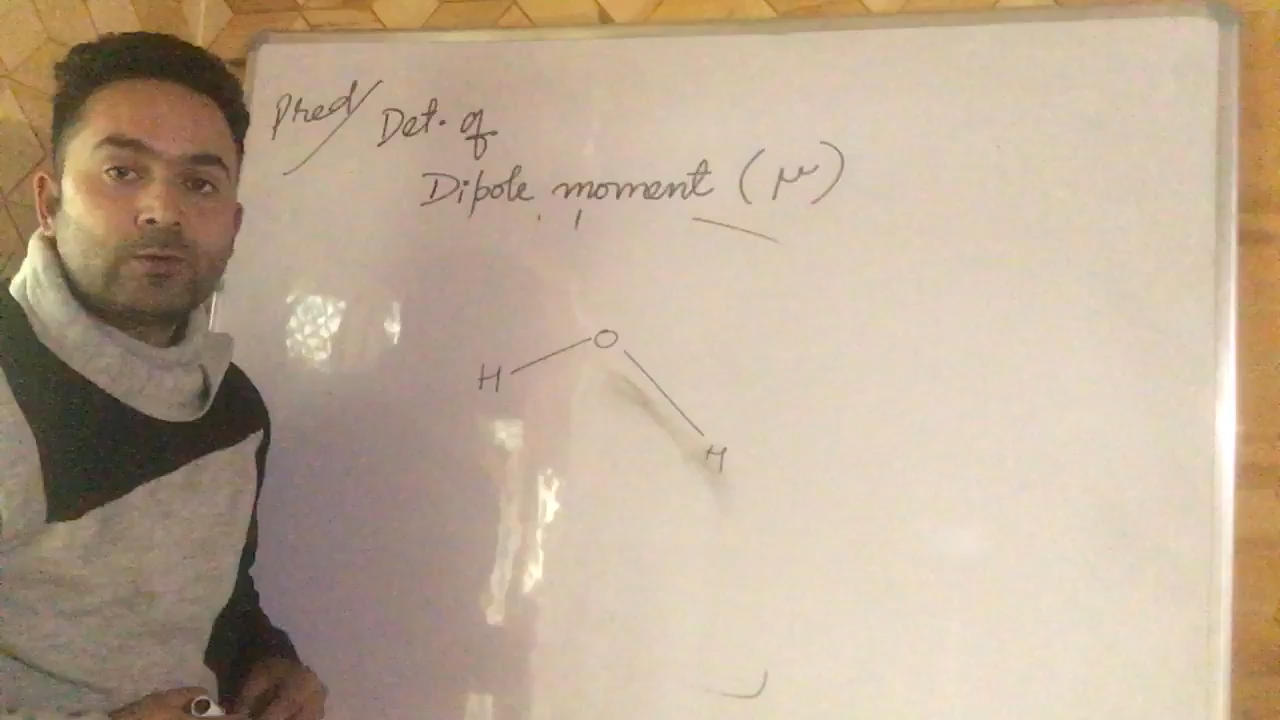 Pred/ Det. of
Dipole moment (μ)
O
H
H